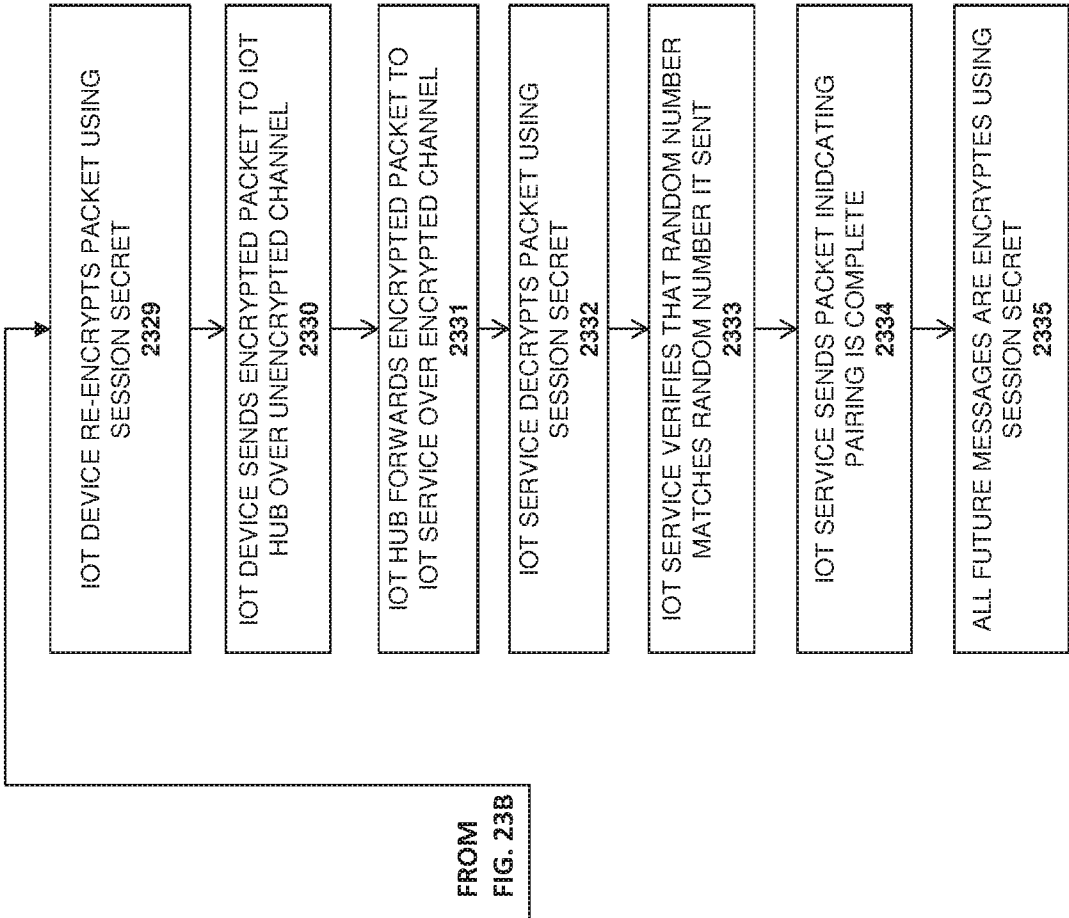 FROM
FIG. 23B
IOT DEVICE RE-ENCRYPTS PACKET USING
SESSION SECRET
2329
IOT DEVICE SENDS ENCRYPTED PACKET TO IOT
HUB OVER UNENCRYPTED CHANNEL
2330
IOT HUB FORWARDS ENCRYPTED PACKET TO
IOT SERVICE OVER ENCRYPTED CHANNEL
2331
IOT SERVICE DECRYPTS PACKET USING
SESSION SECRET
2332
IOT SERVICE VERIFIES THAT RANDOM NUMBER
MATCHES RANDOM NUMBER IT SENT
2333
IOT SERVICE SENDS PACKET INIDCATING
PAIRING IS COMPLETE
2334
ALL FUTURE MESSAGES ARE ENCRYPTES USING
SESSION SECRET
2335